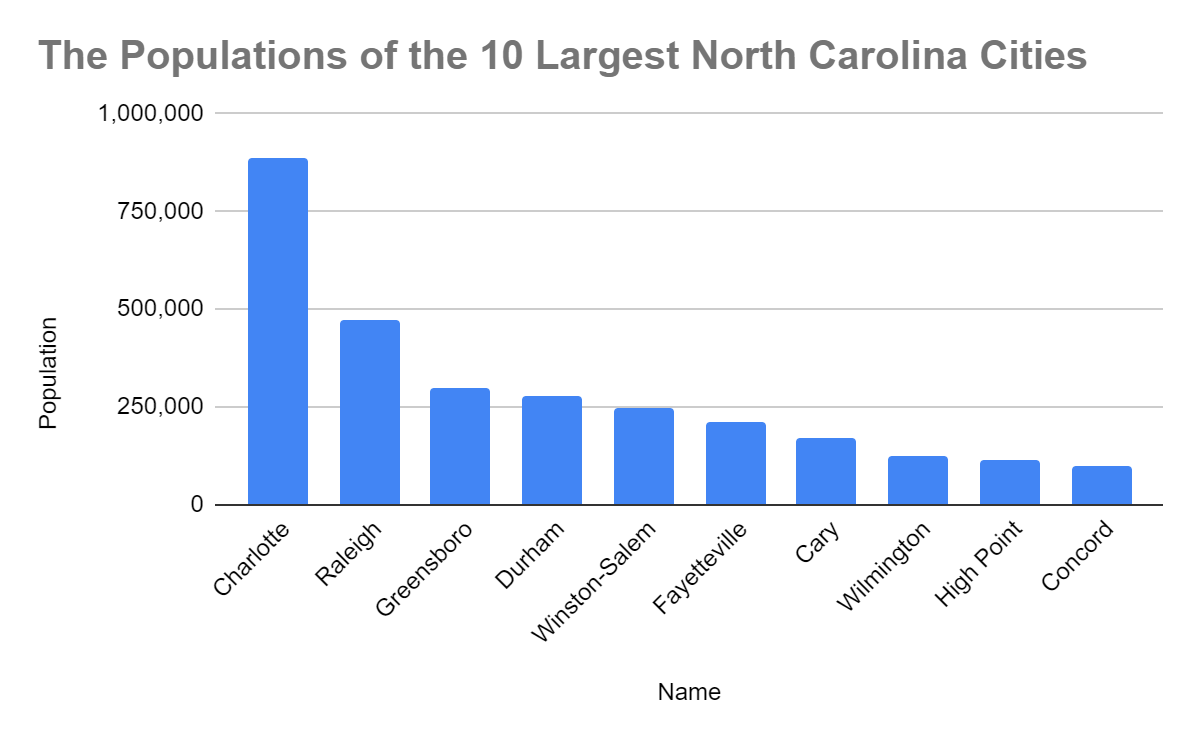 The Populations of the 10 Largest North Carolina Cities
1,000,000
750,000
500,000
250,000
0
Population
Charlotte
Raleigh
Greensboro
Durham
Winston-Salem
Fayetteville
Cary
Wilmington
High Point
Concord
Name